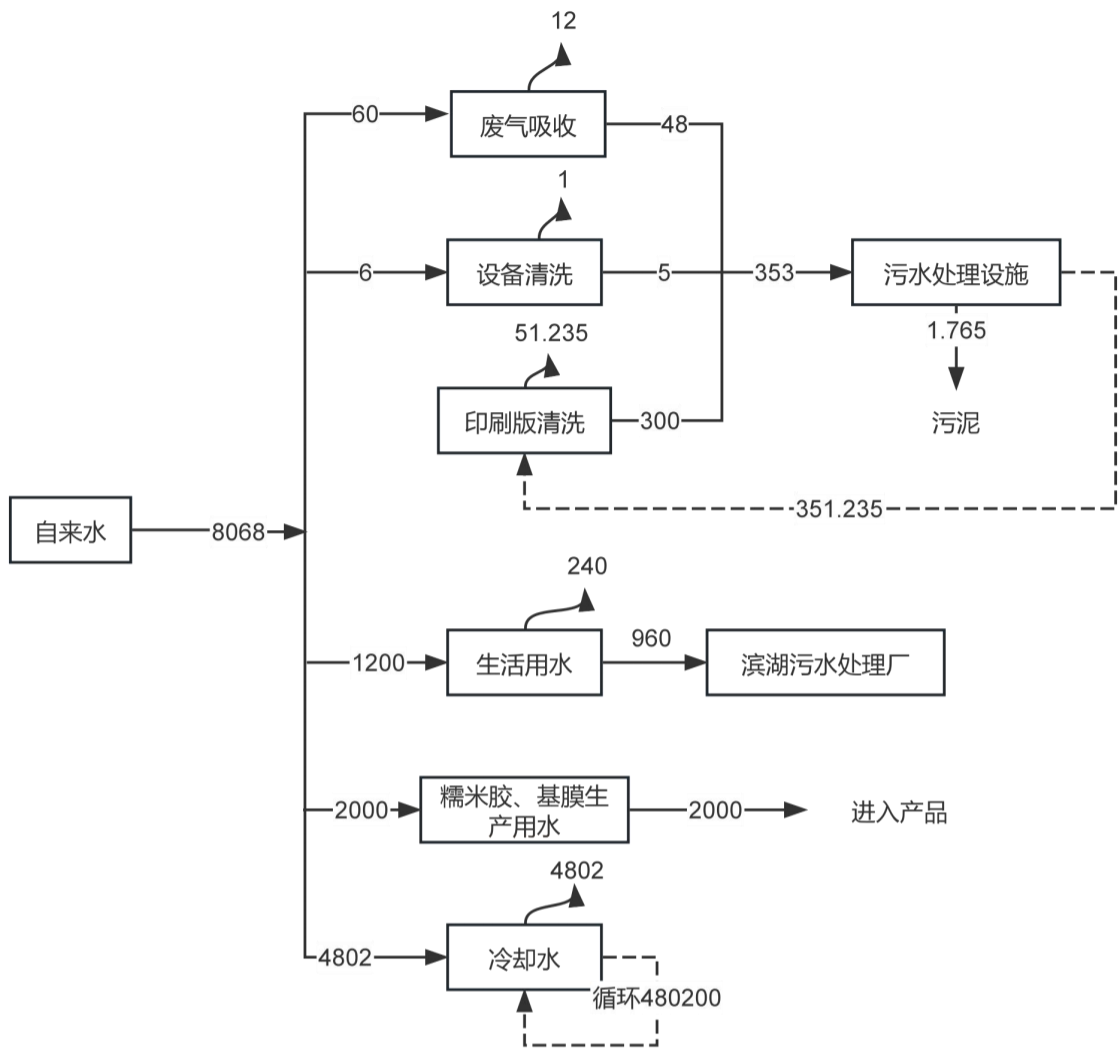 12
60
废气吸收
48
1
6
设备清洗
5
353
污水处理设施
51.235
1.765
印刷版清洗
300
污泥
351.235
自来水
8068
240
1200
生活用水
960
滨湖污水处理厂
2000
糯米胶、基膜生
产用水
2000
进入产品
4802
4802
冷却水
循环480200